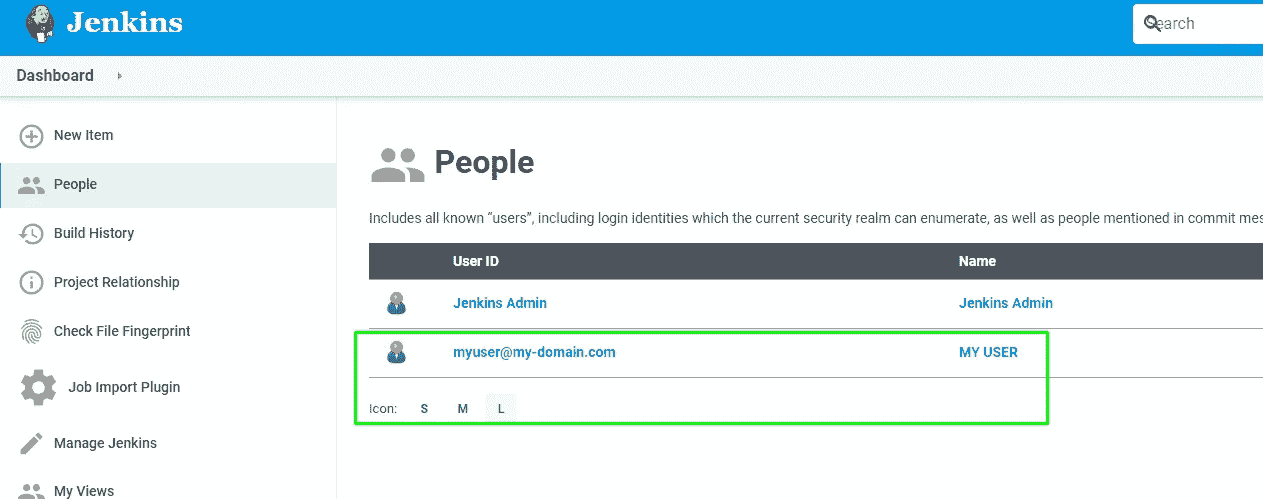 Jenkins
Search
Dashboard
New Item
People
Build History
Project Relationship
Check File Fingerprint
Job Import Plugin
Manage Jenkins
My Views
People
Includes all known “users”, including login identities which the current security realm can enumerate, as well as people mentioned in commit mes
User ID Name
Jenkins Admin Jenkins Admin
myuser@my-domain.com MY USER
Icon: S M L